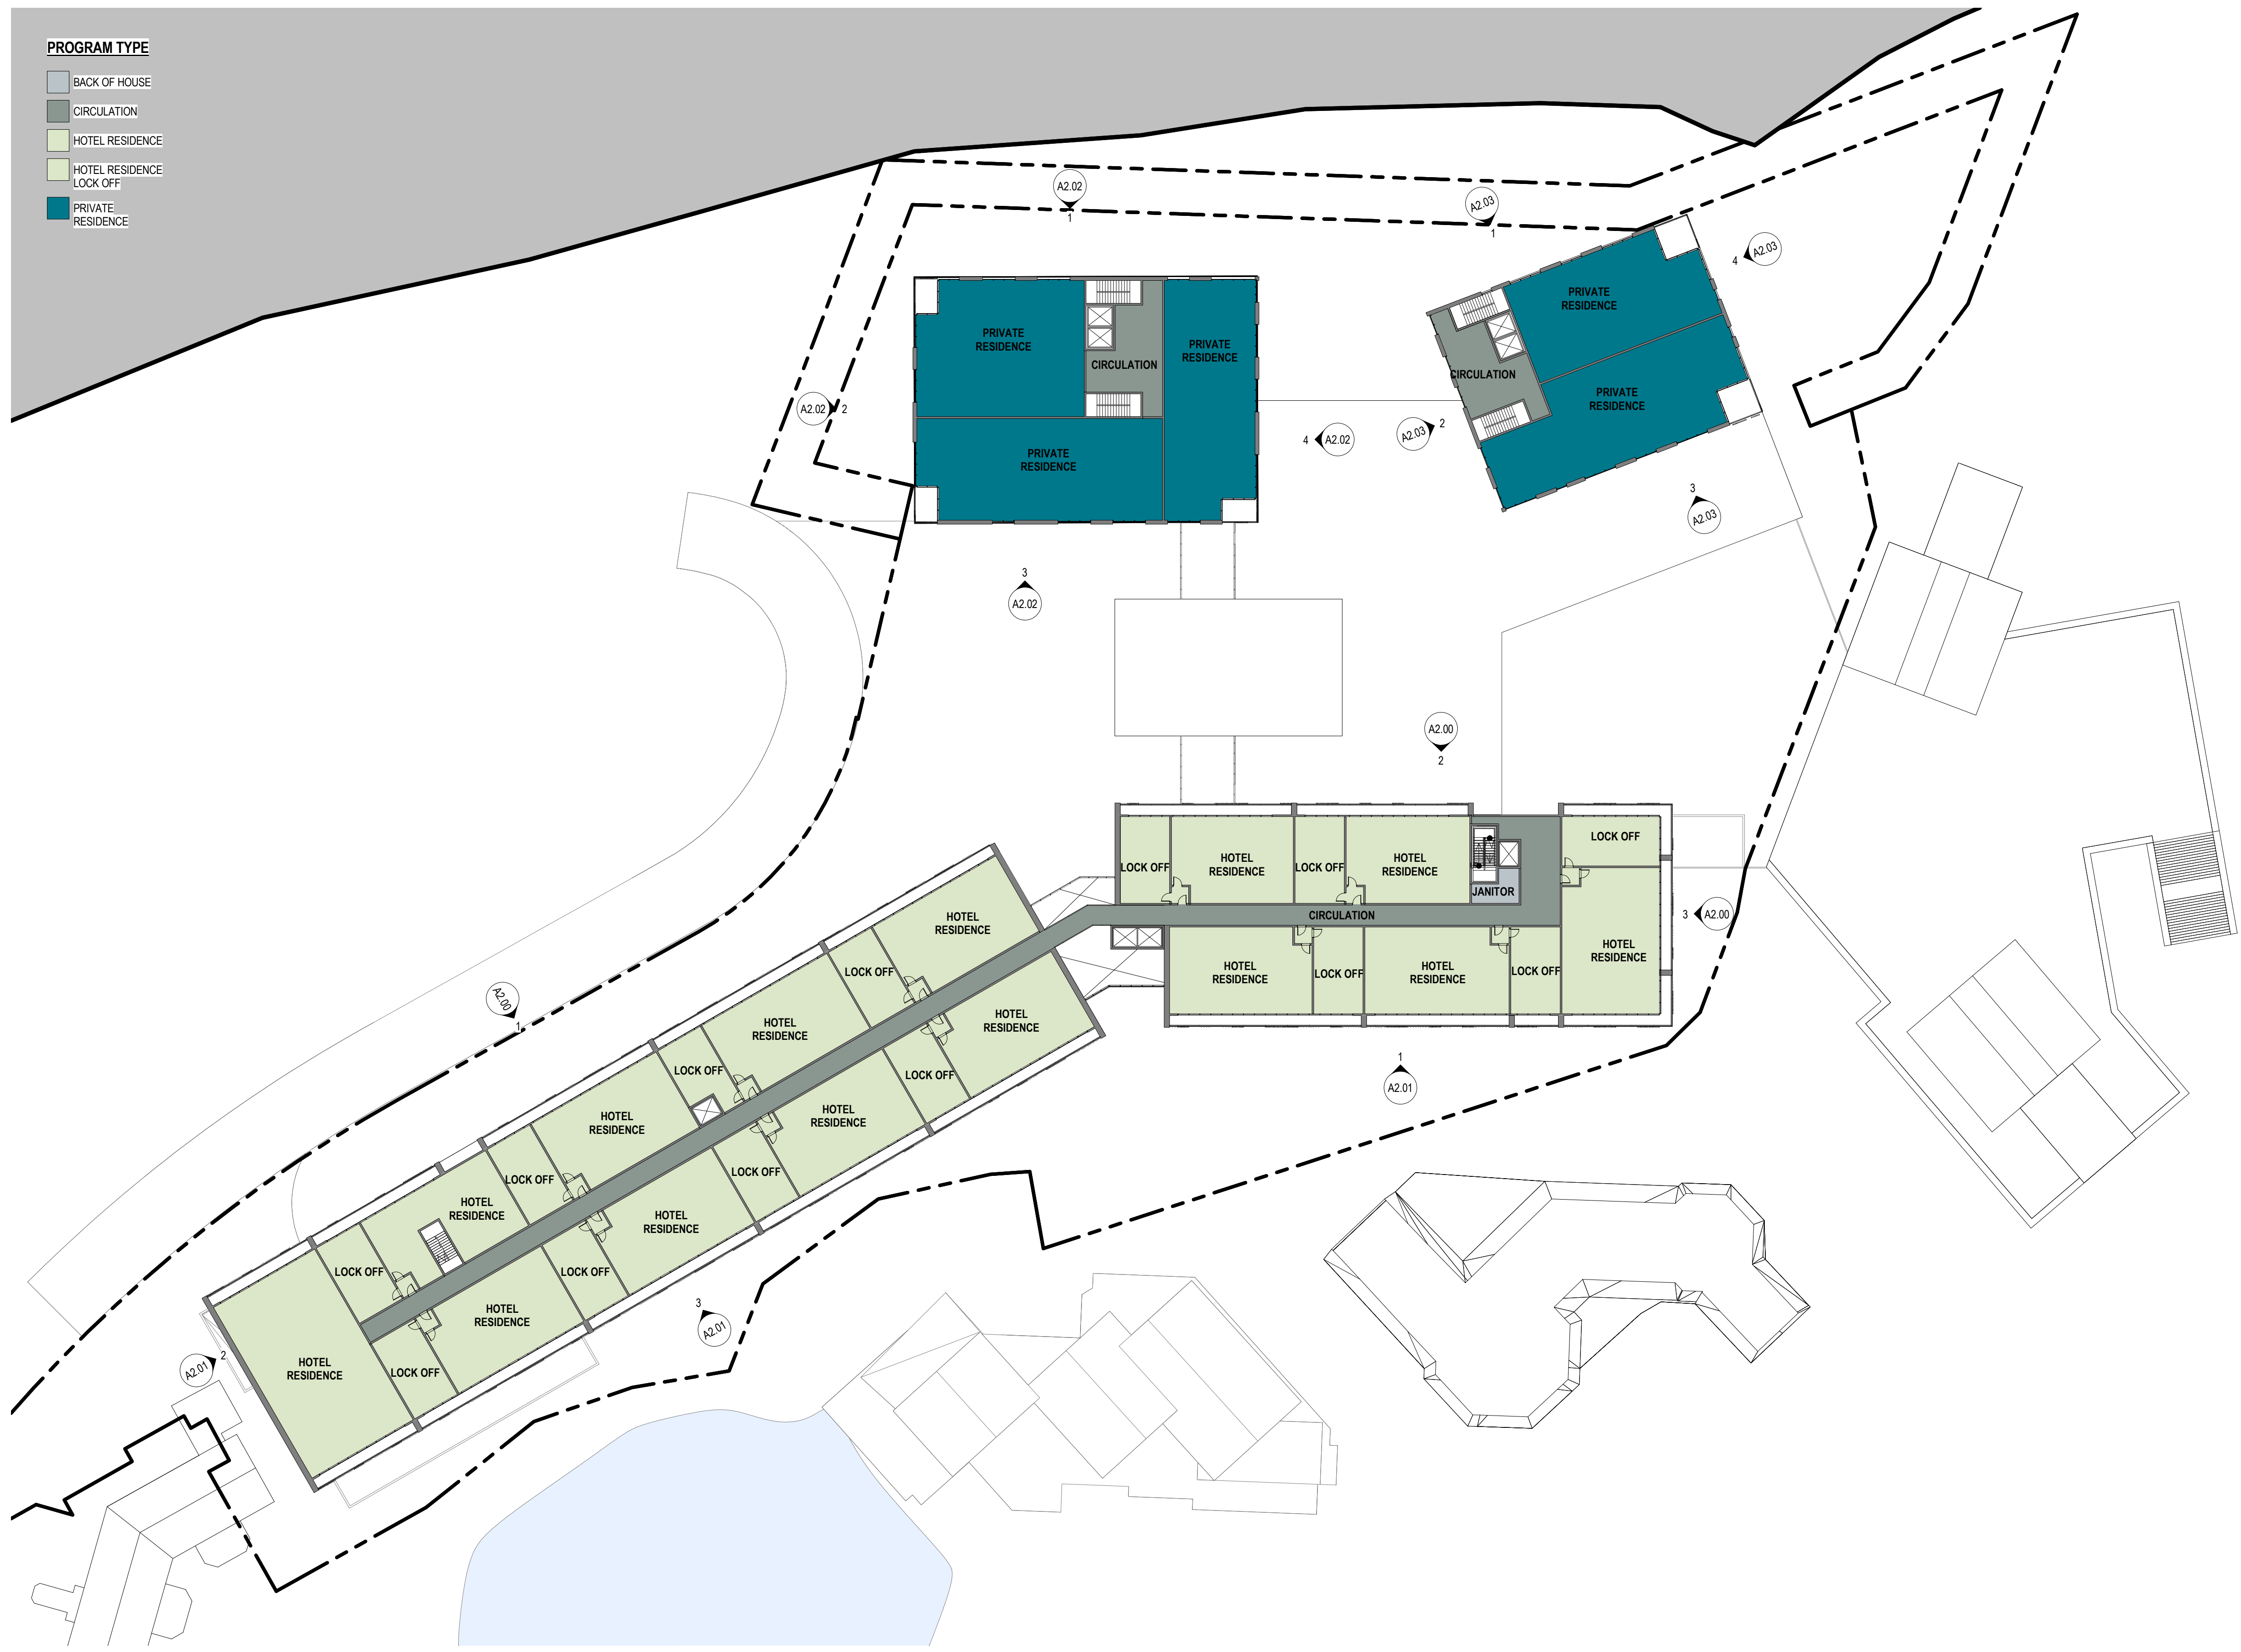 PROGRAM TYPE
BACK OF HOUSE
CIRCULATION
HOTEL RESIDENCE
HOTEL RESIDENCE
LOCK OFF
PRIVATE
RESIDENCE
A2.02
1
A2.03
1
4
A2.03
PRIVATE
RESIDENCE
PRIVATE
RESIDENCE
CIRCULATION
PRIVATE
RESIDENCE
PRIVATE
RESIDENCE
CIRCULATION
PRIVATE
RESIDENCE
A2.02
2
4
A2.02
A2.03
2
PRIVATE
RESIDENCE
3
A2.03
3
A2.02
A2.00
2
LOCK OFF
HOTEL
RESIDENCE
LOCK OFF
HOTEL
RESIDENCE
LOCK OFF
JANITOR
CIRCULATION
3
A2.00
HOTEL
RESIDENCE
LOCK OFF
HOTEL
RESIDENCE
LOCK OFF
HOTEL
RESIDENCE
1
A2.01
HOTEL
RESIDENCE
LOCK OFF
HOTEL
RESIDENCE
HOTEL
RESIDENCE
A2.00
1
LOCK OFF
LOCK OFF
HOTEL
RESIDENCE
HOTEL
RESIDENCE
LOCK OFF
LOCK OFF
HOTEL
RESIDENCE
HOTEL
RESIDENCE
LOCK OFF
LOCK OFF
HOTEL
RESIDENCE
3
A2.01
HOTEL
RESIDENCE
LOCK OFF
A2.01
2